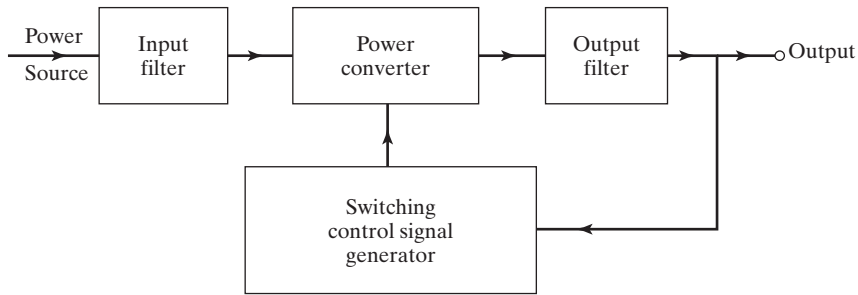 Power
Source
Input
filter
Power
converter
Output
filter
Output
Switching
control signal
generator